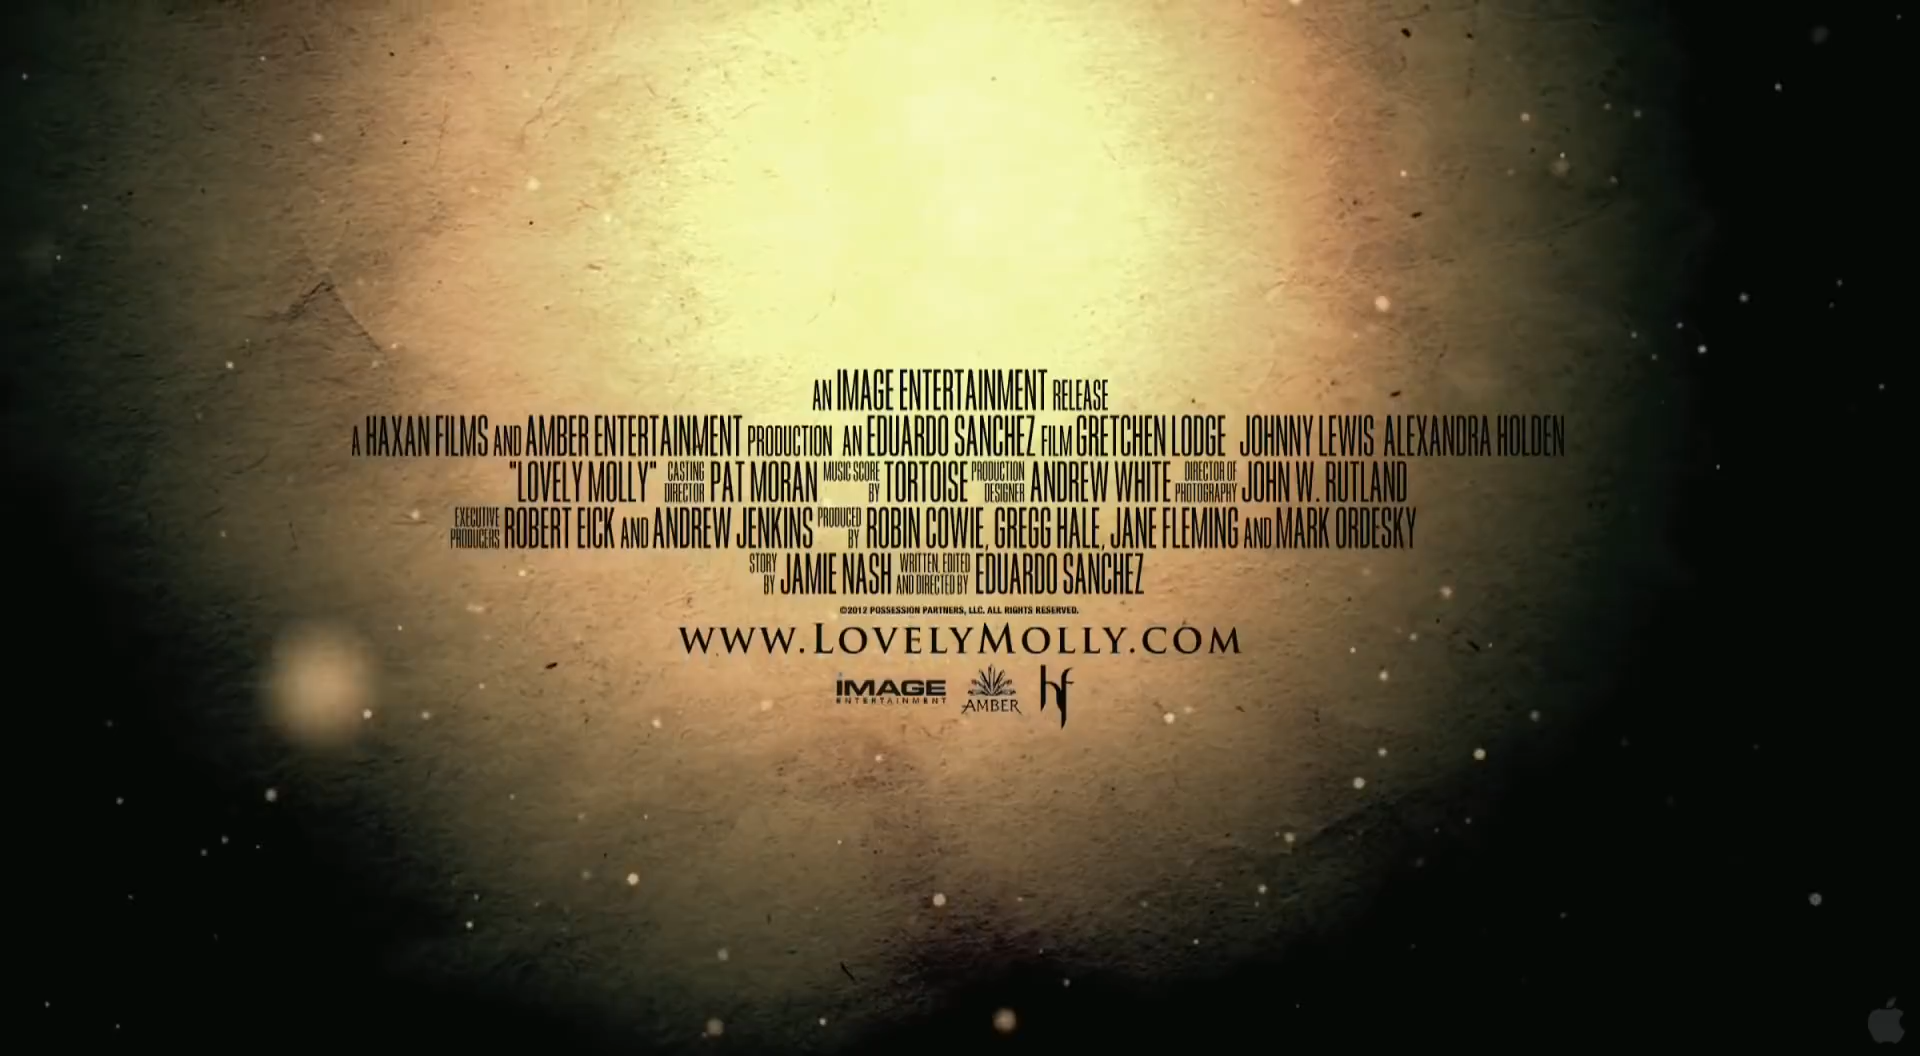 AN IMAGE ENTERTAINMENT RELEASE
A HAXAN FILMS AND AMBER ENTERTAINMENT PRODUCTION AN EDUARDO SANCHEZ FILM GRETCHEN LODGE JOHNNY LEWIS ALEXANDRA HOLDEN
"LOVELY MOLLY" CASTING DIRECTOR PAT MORAN MUSIC SCORE BY TORTOISE PRODUCTION DESIGNER ANDREW WHITE DIRECTOR OF PHOTOGRAPHY JOHN W. RUTLAND
EXECUTIVE PRODUCERS ROBERT EICK AND ANDREW JENKINS PRODUCED BY ROBIN COWIE, GREGG HALE, JANE FLEMING AND MARK ORDESKY
STORY BY JAMIE NASH WRITTEN, EDITED AND DIRECTED BY EDUARDO SANCHEZ
©2012 POSSESSION PARTNERS, LLC. ALL RIGHTS RESERVED.
WWW.LOVELYMOLLY.COM
iMAGE ENTERTAINMENT AMBER hf